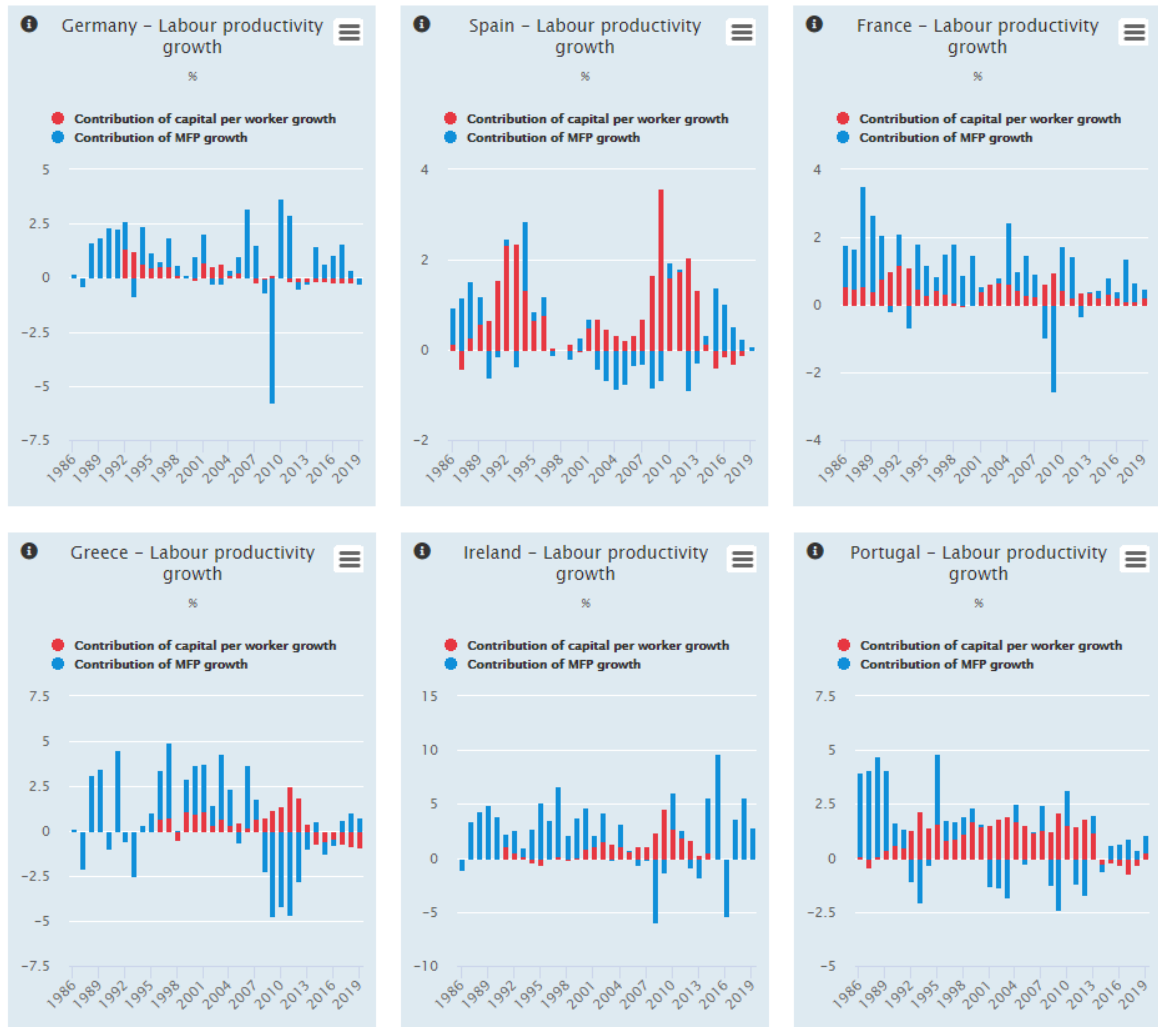 Germany – Labour productivity
growth
%
Contribution of capital per worker growth
Contribution of MFP growth
5
2.5
0
−2.5
−5
−7.5
1986 1989 1992 1995 1998 2001 2004 2007 2010 2013 2016 2019
Spain – Labour productivity
growth
%
Contribution of capital per worker growth
Contribution of MFP growth
4
2
0
−2
1986 1989 1992 1995 1998 2001 2004 2007 2010 2013 2016 2019
France – Labour productivity
growth
%
Contribution of capital per worker growth
Contribution of MFP growth
4
2
0
−2
−4
1986 1989 1992 1995 1998 2001 2004 2007 2010 2013 2016 2019
Greece – Labour productivity
growth
%
Contribution of capital per worker growth
Contribution of MFP growth
7.5
5
2.5
0
−2.5
−5
−7.5
1986 1989 1992 1995 1998 2001 2004 2007 2010 2013 2016 2019
Ireland – Labour productivity
growth
%
Contribution of capital per worker growth
Contribution of MFP growth
15
10
5
0
−5
−10
1986 1989 1992 1995 1998 2001 2004 2007 2010 2013 2016 2019
Portugal – Labour productivity
growth
%
Contribution of capital per worker growth
Contribution of MFP growth
7.5
5
2.5
0
−2.5
−5
1986 1989 1992 1995 1998 2001 2004 2007 2010 2013 2016 2019